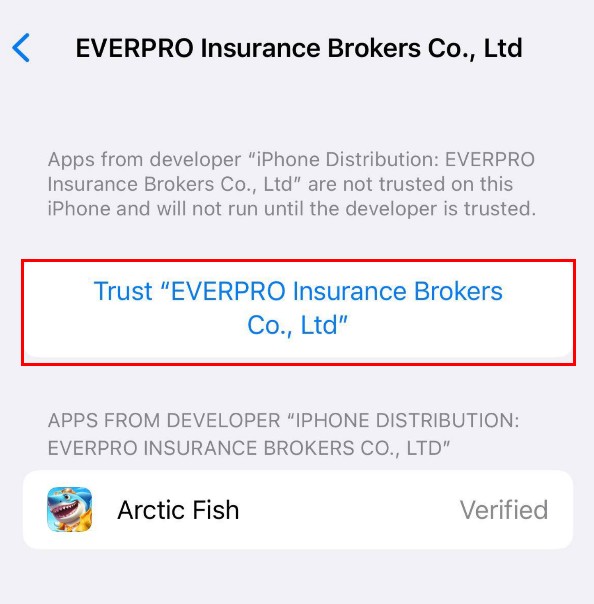 EVERPRO Insurance Brokers Co., Ltd
Apps from developer “iPhone Distribution: EVERPRO
Insurance Brokers Co., Ltd” are not trusted on this
iPhone and will not run until the developer is trusted.
Trust “EVERPRO Insurance Brokers
Co., Ltd”
APPS FROM DEVELOPER “IPHONE DISTRIBUTION:
EVERPRO INSURANCE BROKERS CO., LTD”
Arctic Fish Verified